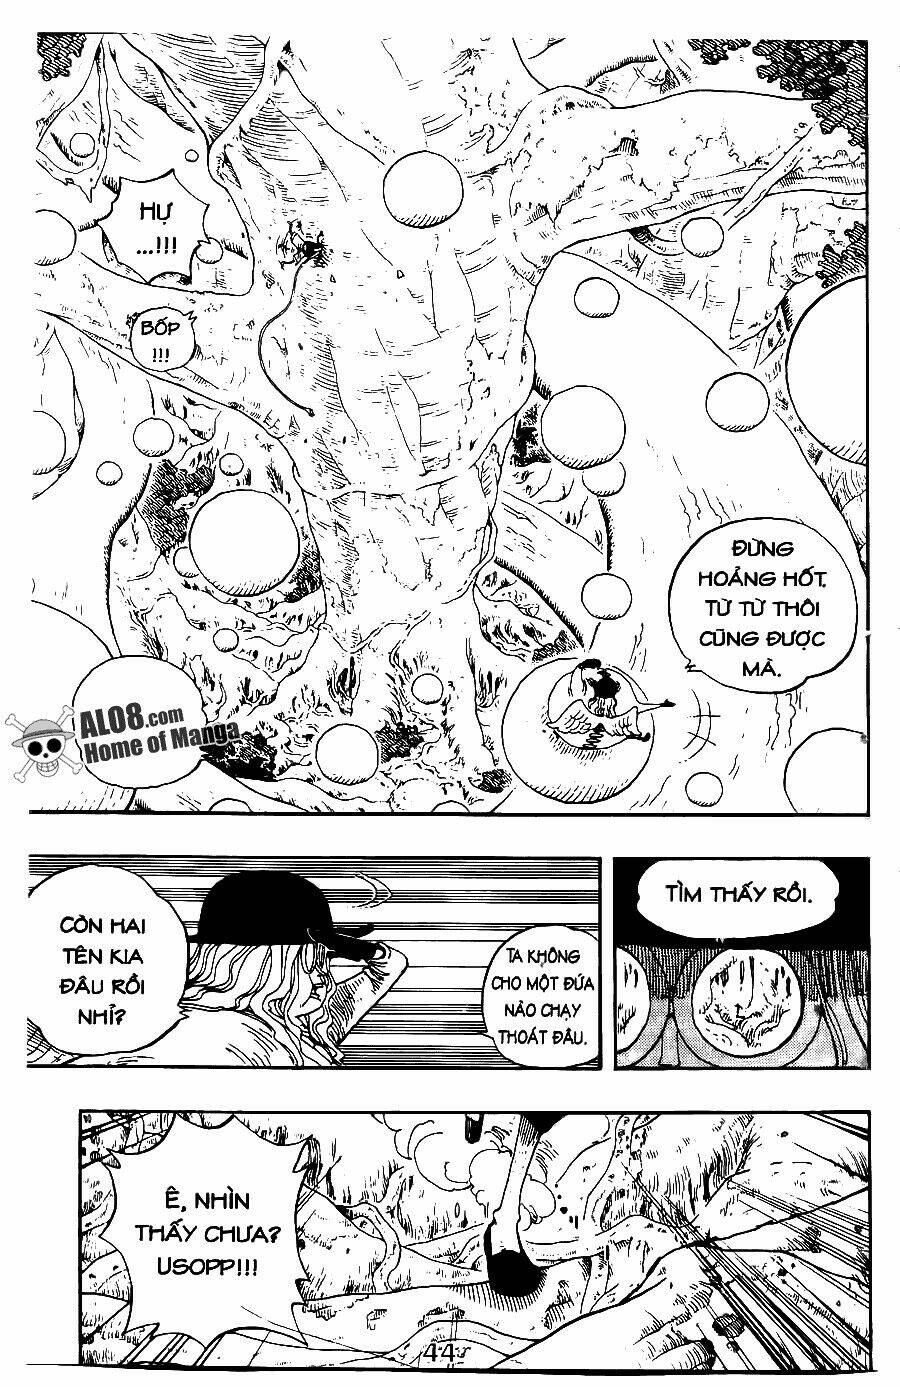 HỰ
...!!!
BỐP
!!!
ĐỪNG
HOẢNG HỐT.
TỪ TỪ THÔI
CŨNG ĐƯỢC
MÀ.
AL08.com
Home of Manga
TÌM THẤY RỒI.
TA KHÔNG
CHO MỘT ĐỨA
NÀO CHẠY
THOÁT ĐÂU.
CÒN HAI
TÊN KIA
ĐÂU RỒI
NHỈ?
Ê, NHÌN
THẤY CHƯA?
USOPP!!!